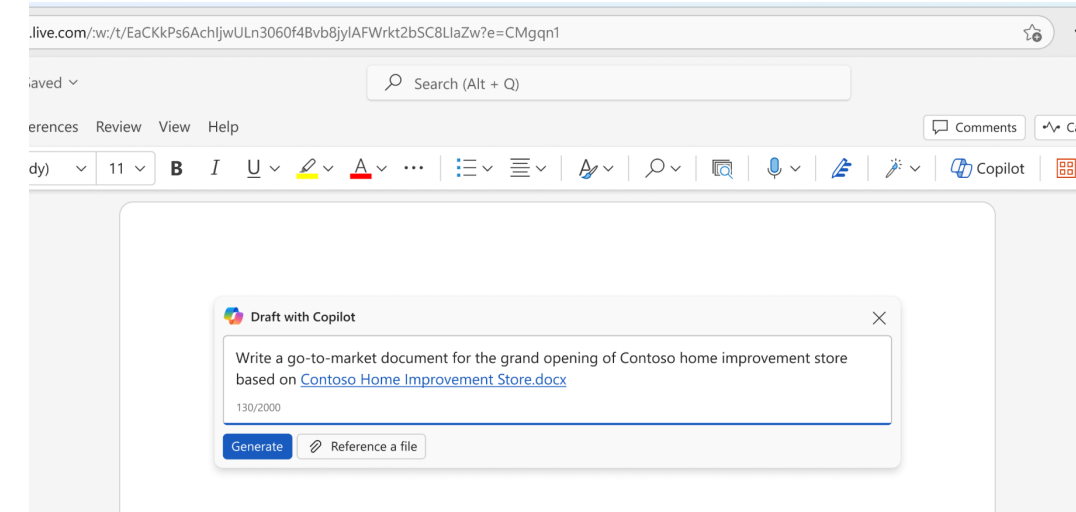 .live.com/:w:/t/EaCKkPs6AchIjwULn3060f4Bvb8jylAFWrkt2bSC8LIaZw?e=CMgqn1
Saved
Search (Alt + Q)
erences Review View Help
Comments
dy) 11 B I U A Copilot
Draft with Copilot
Write a go-to-market document for the grand opening of Contoso home improvement store
based on Contoso Home Improvement Store.docx
130/2000
Generate Reference a file